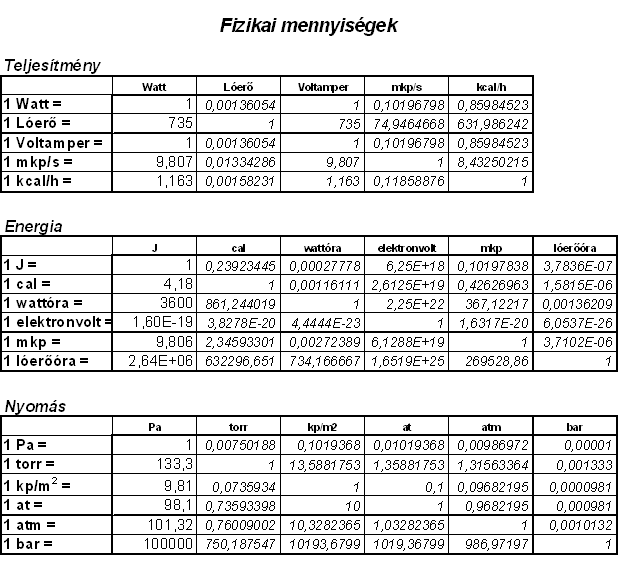 Fizikai mennyiségek
Teljesítmény
Watt Lóerő Voltamper mkp/s kcal/h
1 Watt = 1 0,00136054 1 0,10196798 0,85984523
1 Lóerő = 735 1 735 74,9464668 631,986242
1 Voltamper = 1 0,00136054 1 0,10196798 0,85984523
1 mkp/s = 9,807 0,01334286 9,807 1 8,43250215
1 kcal/h = 1,163 0,00158231 1,163 0,11858876 1
Energia
J cal wattóra elektronvolt mkp lóerőóra
1 J = 1 0,23923445 0,00027778 6,25E+18 0,10197838 3,7836E-07
1 cal = 4,18 1 0,00116111 2,6125E+19 0,42626963 1,5815E-06
1 wattóra = 3600 861,244019 1 2,25E+22 367,12217 0,00136209
1 elektronvolt = 1,60E-19 3,8278E-20 4,4444E-23 1 1,6317E-20 6,0537E-26
1 mkp = 9,806 2,34593301 0,00272389 6,1288E+19 1 3,7102E-06
1 lóerőóra = 2,64E+06 632296,651 734,166667 1,6519E+25 269528,86 1
Nyomás
Pa torr kp/m2 at atm bar
1 Pa = 1 0,00750188 0,1019368 0,01019368 0,00986972 0,00001
1 torr = 133,3 1 13,5881753 1,35881753 1,31563364 0,001333
1 kp/m² = 9,81 0,0735934 1 0,1 0,09682195 0,0000981
1 at = 98,1 0,73593398 10 1 0,9682195 0,000981
1 atm = 101,32 0,76009002 10,3282365 1,03282365 1 0,0010132
1 bar = 100000 750,187547 10193,6799 1019,36799 986,97197 1